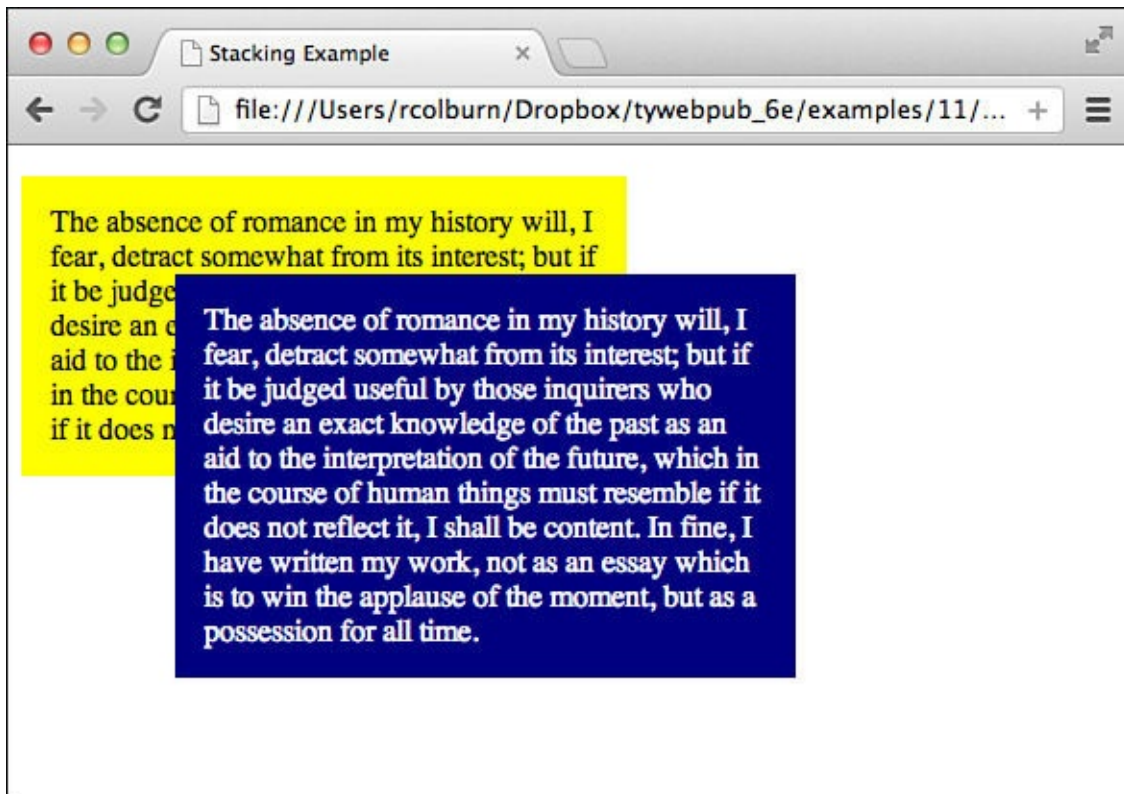 Stacking Example
file:///Users/rcolburn/Dropbox/tywebpub_6e/examples/11/...
The absence of romance in my history will, I
fear, detract somewhat from its interest; but if
it be judge
desire an e
aid to the i
in the cour
if it does n
The absence of romance in my history will, I
fear, detract somewhat from its interest; but if
it be judged useful by those inquirers who
desire an exact knowledge of the past as an
aid to the interpretation of the future, which in
the course of human things must resemble if it
does not reflect it, I shall be content. In fine, I
have written my work, not as an essay which
is to win the applause of the moment, but as a
possession for all time.